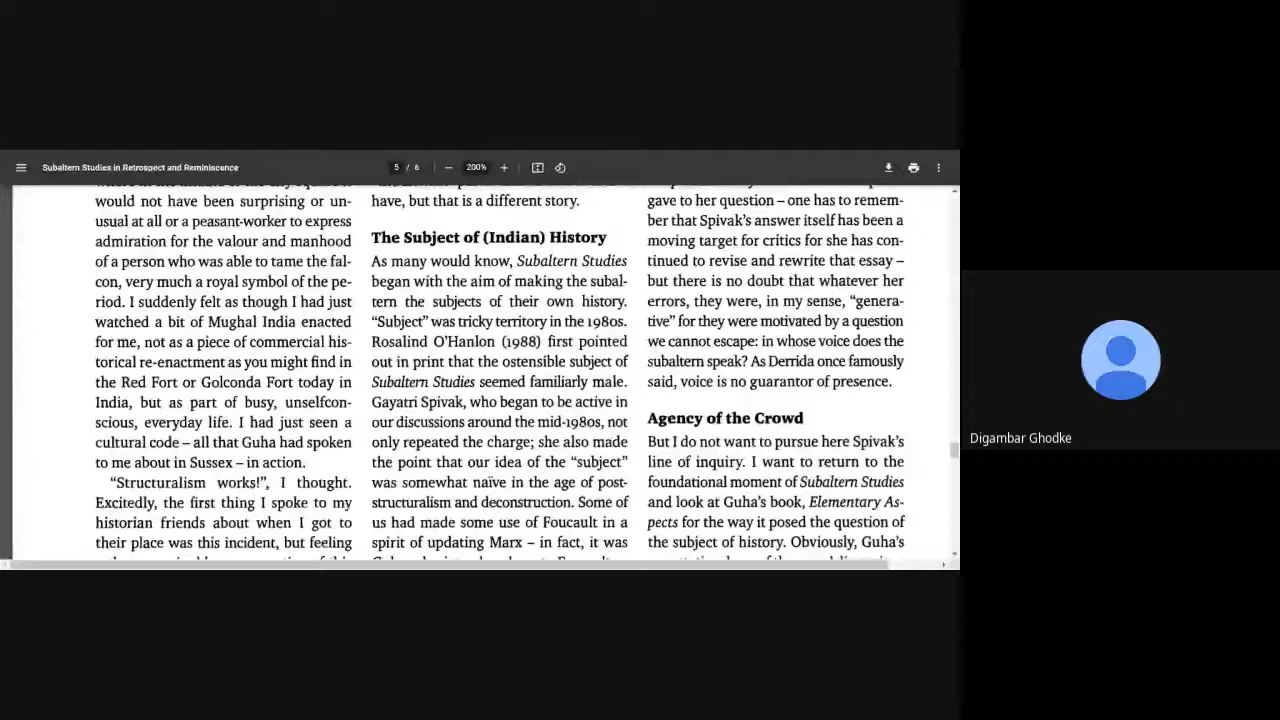 Subaltern Studies in Retrospect and Reminiscence
5 / 6
200%
would not have been surprising or un-
usual at all or a peasant-worker to express
admiration for the valour and manhood
of a person who was able to tame the fal-
con, very much a royal symbol of the pe-
riod. I suddenly felt as though I had just
watched a bit of Mughal India enacted
for me, not as a piece of commercial his-
torical re-enactment as you might find in
the Red Fort or Golconda Fort today in
India, but as part of busy, unselfcon-
scious, everyday life. I had just seen a
cultural code – all that Guha had spoken
to me about in Sussex – in action.
“Structuralism works!”, I thought.
Excitedly, the first thing I spoke to my
historian friends about when I got to
their place was this incident, but feeling
have, but that is a different story.
The Subject of (Indian) History
As many would know, Subaltern Studies
began with the aim of making the subal-
tern the subjects of their own history.
“Subject” was tricky territory in the 1980s.
Rosalind O’Hanlon (1988) first pointed
out in print that the ostensible subject of
Subaltern Studies seemed familiarly male.
Gayatri Spivak, who began to be active in
our discussions around the mid-1980s, not
only repeated the charge; she also made
the point that our idea of the “subject”
was somewhat naïve in the age of post-
structuralism and deconstruction. Some of
us had made some use of Foucault in a
spirit of updating Marx – in fact, it was
gave to her question – one has to remem-
ber that Spivak’s answer itself has been a
moving target for critics for she has con-
tinued to revise and rewrite that essay –
but there is no doubt that whatever her
errors, they were, in my sense, “genera-
tive” for they were motivated by a question
we cannot escape: in whose voice does the
subaltern speak? As Derrida once famously
said, voice is no guarantor of presence.
Agency of the Crowd
But I do not want to pursue here Spivak’s
line of inquiry. I want to return to the
foundational moment of Subaltern Studies
and look at Guha’s book, Elementary As-
pects for the way it posed the question of
the subject of history. Obviously, Guha’s
Digambar Ghodke